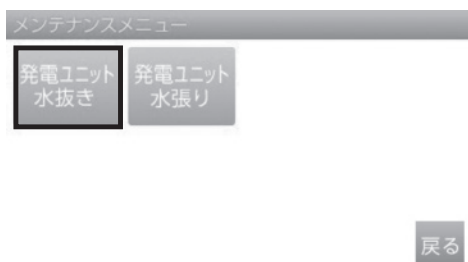 メンテナンスメニュー
発電ユニット
水抜き
発電ユニット
水張り
戻る